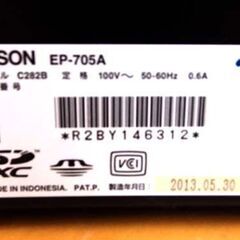 SON EP-705A
ル C282B 定 格 100V～ 50-60Hz 0.6A
番 号
*R2BY146312*
XC
VCI
E IN INDONESIA. PAT.P. 製造年月日 2013.05.30